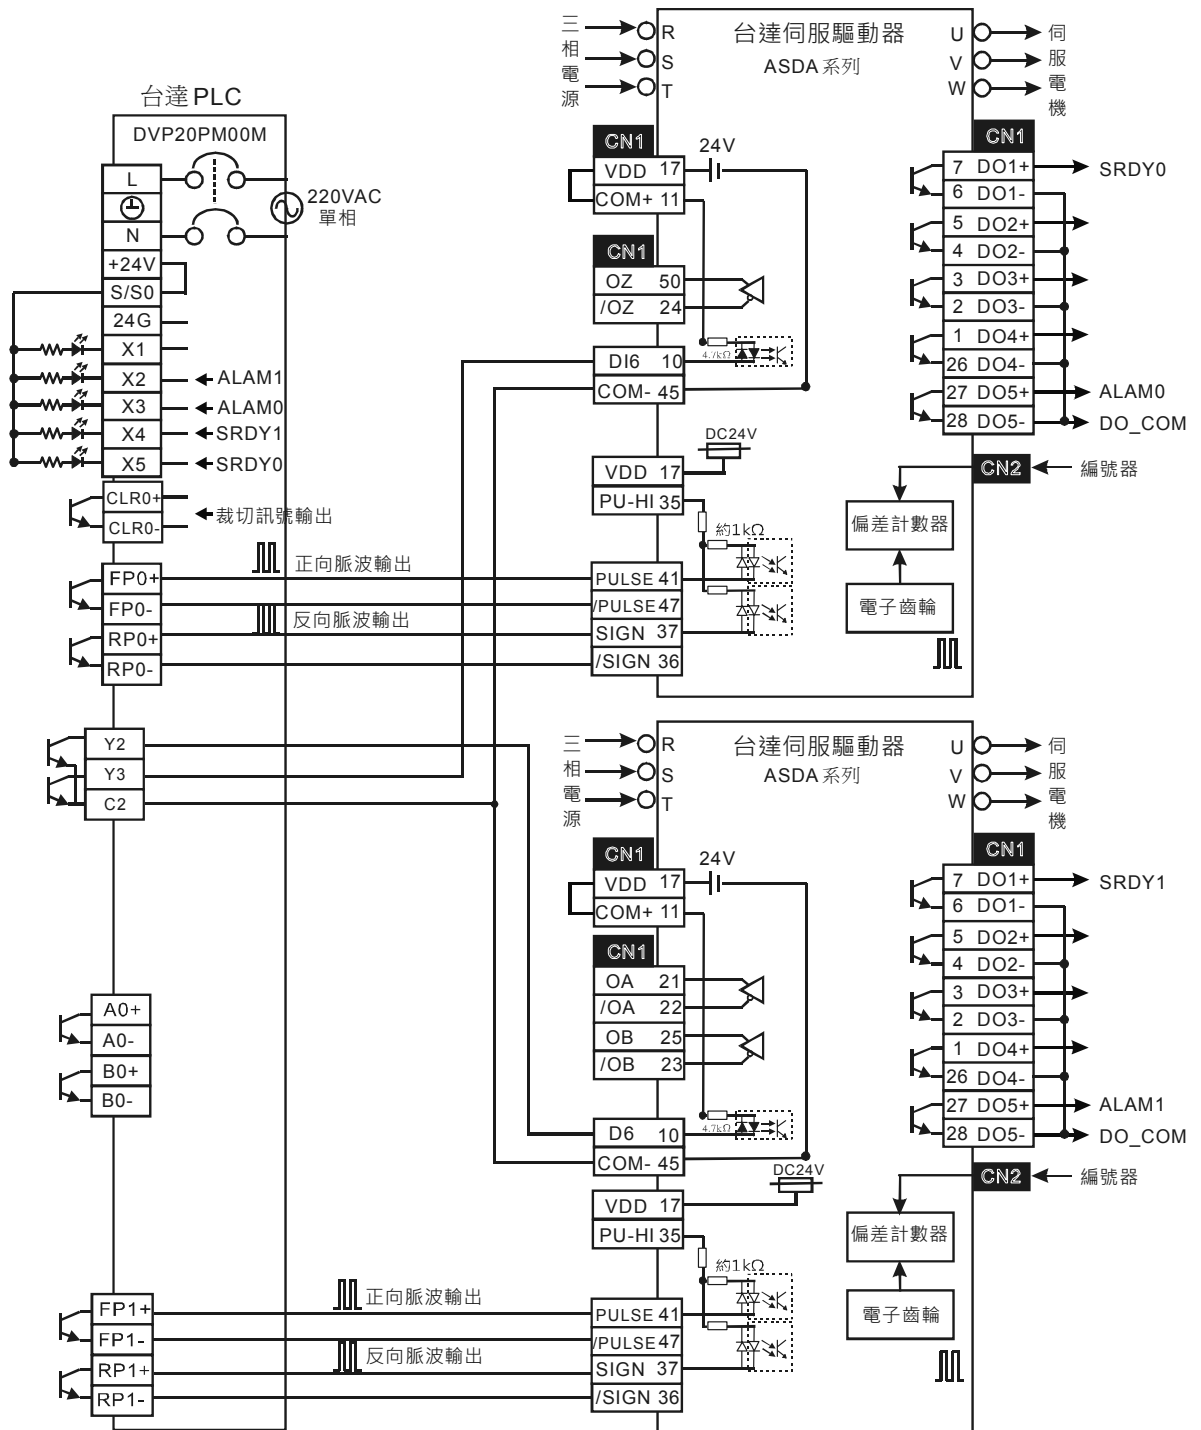 台達PLC
DVP20PM00M
L
N
+24V
S/S0
24G
X1
X2
X3
X4
X5
CLR0+
CLR0-
FP0+
FP0-
RP0+
RP0-
Y2
Y3
C2
A0+
A0-
B0+
B0-
FP1+
FP1-
RP1+
RP1-
220VAC
單相
ALAM1
ALAM0
SRDY1
SRDY0
裁切訊號輸出
正向脈波輸出
反向脈波輸出
正向脈波輸出
反向脈波輸出
三相電源
R
S
T
台達伺服驅動器
ASDA系列
U
V
W
伺服電機
CN1
VDD 17
COM+ 11
24V
CN1
OZ 50
/OZ 24
4.7kΩ
DI6 10
COM- 45
DC24V
VDD 17
PU-HI 35
約1kΩ
PULSE 41
/PULSE 47
SIGN 37
/SIGN 36
CN1
7 DO1+
6 DO1-
5 DO2+
4 DO2-
3 DO3+
2 DO3-
1 DO4+
26 DO4-
27 DO5+
28 DO5-
SRDY0
ALAM0
DO_COM
CN2
編號器
偏差計數器
電子齒輪
三相電源
R
S
T
台達伺服驅動器
ASDA系列
U
V
W
伺服電機
CN1
VDD 17
COM+ 11
24V
CN1
OA 21
/OA 22
OB 25
/OB 23
4.7kΩ
D6 10
COM- 45
DC24V
VDD 17
PU-HI 35
約1kΩ
PULSE 41
/PULSE 47
SIGN 37
/SIGN 36
CN1
7 DO1+
6 DO1-
5 DO2+
4 DO2-
3 DO3+
2 DO3-
1 DO4+
26 DO4-
27 DO5+
28 DO5-
SRDY1
ALAM1
DO_COM
CN2
編號器
偏差計數器
電子齒輪